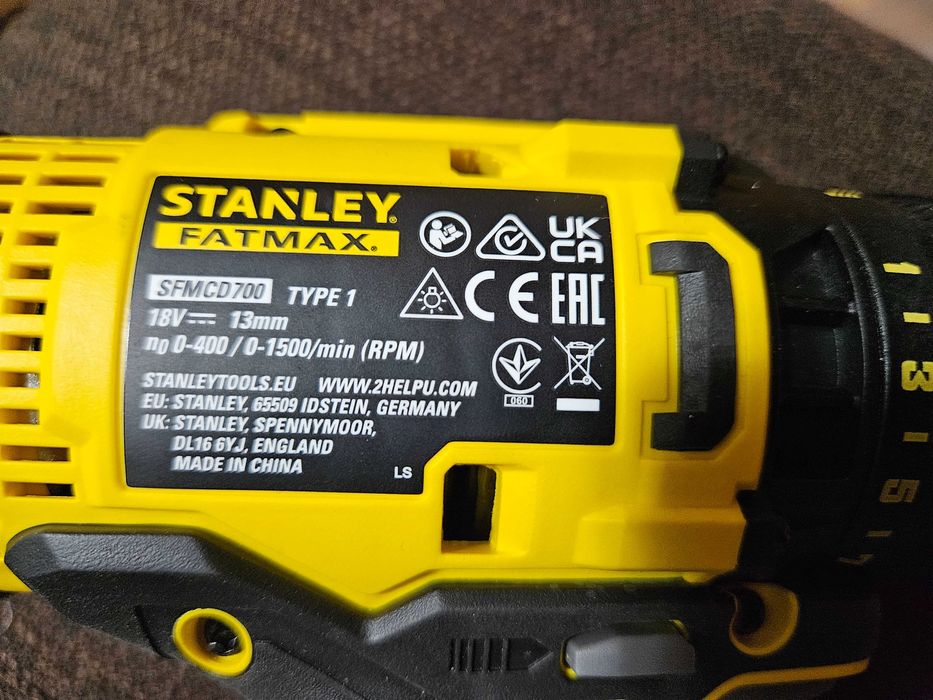 STANLEY®
FATMAX®
SFMCD700 TYPE 1
18V⎓ 13mm
n0 0-400 / 0-1500/min (RPM)
STANLEYTOOLS.EU WWW.2HELPU.COM
EU: STANLEY, 65509 IDSTEIN, GERMANY
UK: STANLEY, SPENNYMOOR,
DL16 6YJ, ENGLAND
MADE IN CHINA
LS
UK
CA
CE EAC
060
1
3
5